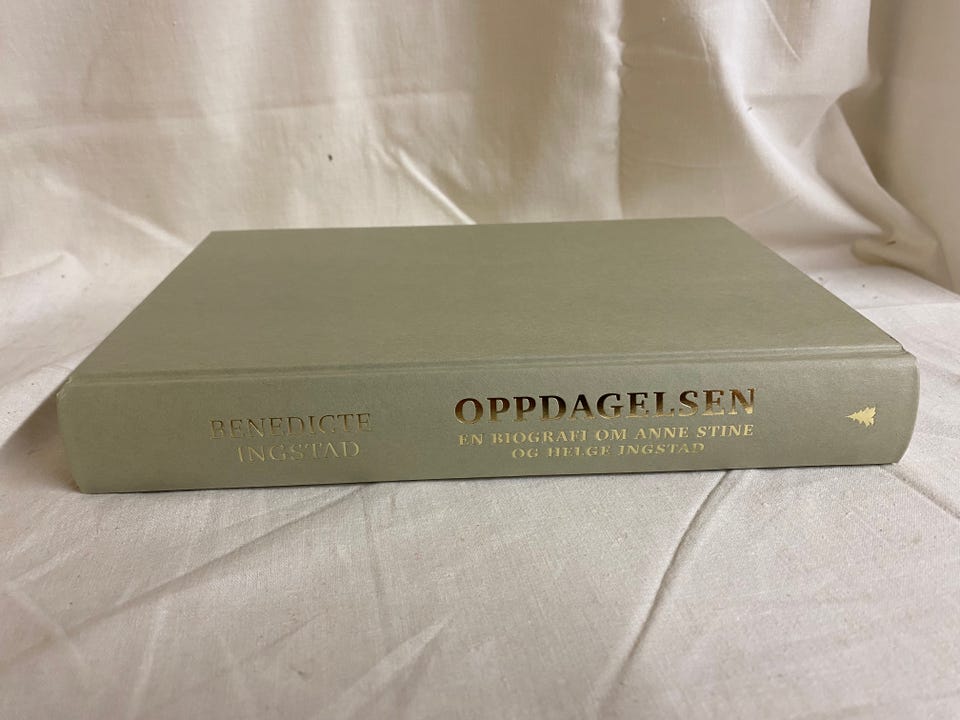 BENEDICTE
INGSTAD
OPPDAGELSEN
EN BIOGRAFI OM ANNE STINE
OG HELGE INGSTAD